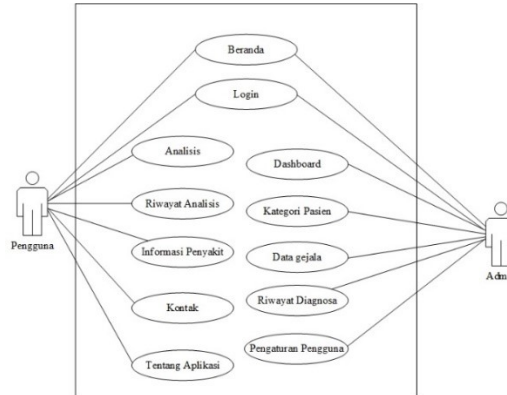 Beranda
Login
Analisis
Dashboard
Riwayat Analisis
Kategori Pasien
Pengguna
Informasi Penyakit
Data gejala
Adm
Kontak
Riwayat Diagnosa
Tentang Aplikasi
Pengaturan Pengguna